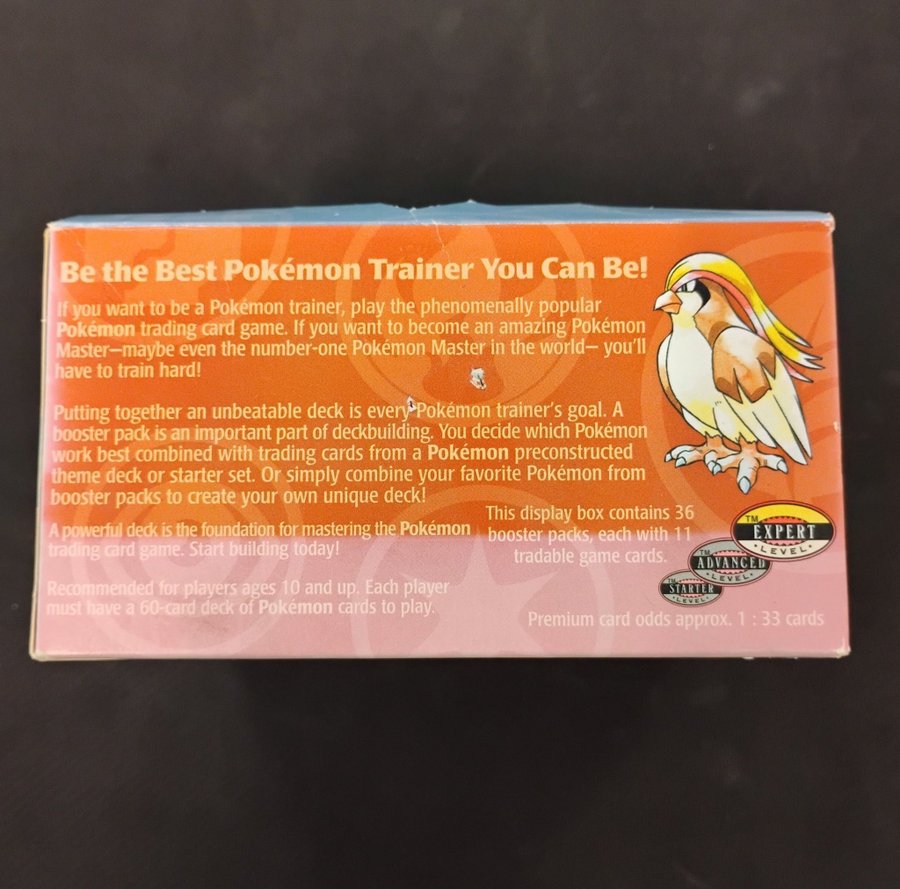 Be the Best Pokémon Trainer You Can Be!
If you want to be a Pokémon trainer, play the phenomenally popular
Pokémon trading card game. If you want to become an amazing Pokémon
Master—maybe even the number-one Pokémon Master in the world— you'll
have to train hard!
Putting together an unbeatable deck is every Pokémon trainer's goal. A
booster pack is an important part of deckbuilding. You decide which Pokémon
work best combined with trading cards from a Pokémon preconstructed
theme deck or starter set. Or simply combine your favorite Pokémon from
booster packs to create your own unique deck!
A powerful deck is the foundation for mastering the Pokémon
trading card game. Start building today!
Recommended for players ages 10 and up. Each player
must have a 60-card deck of Pokémon cards to play.
This display box contains 36
booster packs, each with 11
tradable game cards.
TM
EXPERT
• LEVEL •
TM
ADVANCED
• LEVEL •
TM
STARTER
• LEVEL •
Premium card odds approx. 1 : 33 cards